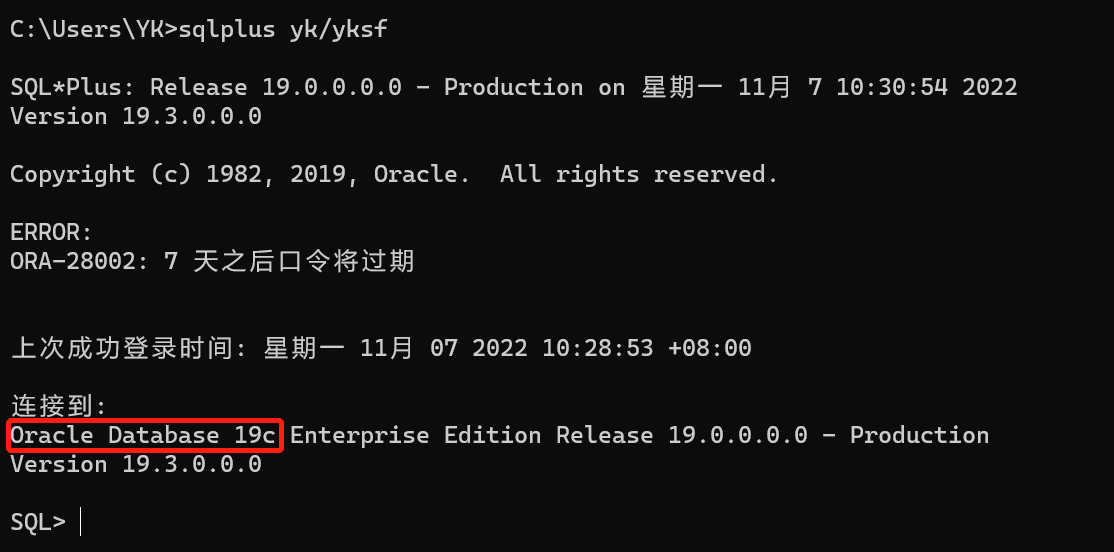 C:\Users\YK>sqlplus yk/yksf
SQL*Plus: Release 19.0.0.0.0 - Production on 星期一 11月 7 10:30:54 2022
Version 19.3.0.0.0
Copyright (c) 1982, 2019, Oracle.  All rights reserved.
ERROR:
ORA-28002: 7 天之后口令将过期
上次成功登录时间: 星期一 11月 07 2022 10:28:53 +08:00
连接到:
Oracle Database 19c Enterprise Edition Release 19.0.0.0.0 - Production
Version 19.3.0.0.0
SQL>